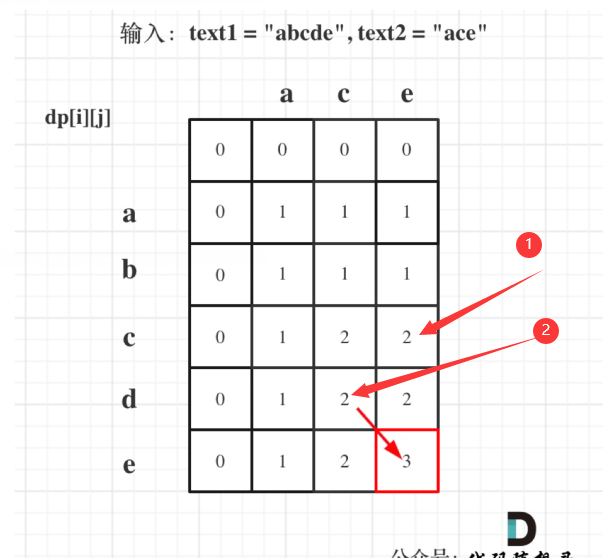 输入：text1 = "abcde", text2 = "ace"
a c e
dp[i][j]
0 0 0 0
a 0 1 1 1
1
b 0 1 1 1
c 0 1 2 2
2
d 0 1 2 2
e 0 1 2 3
D
公众号：代码随想录